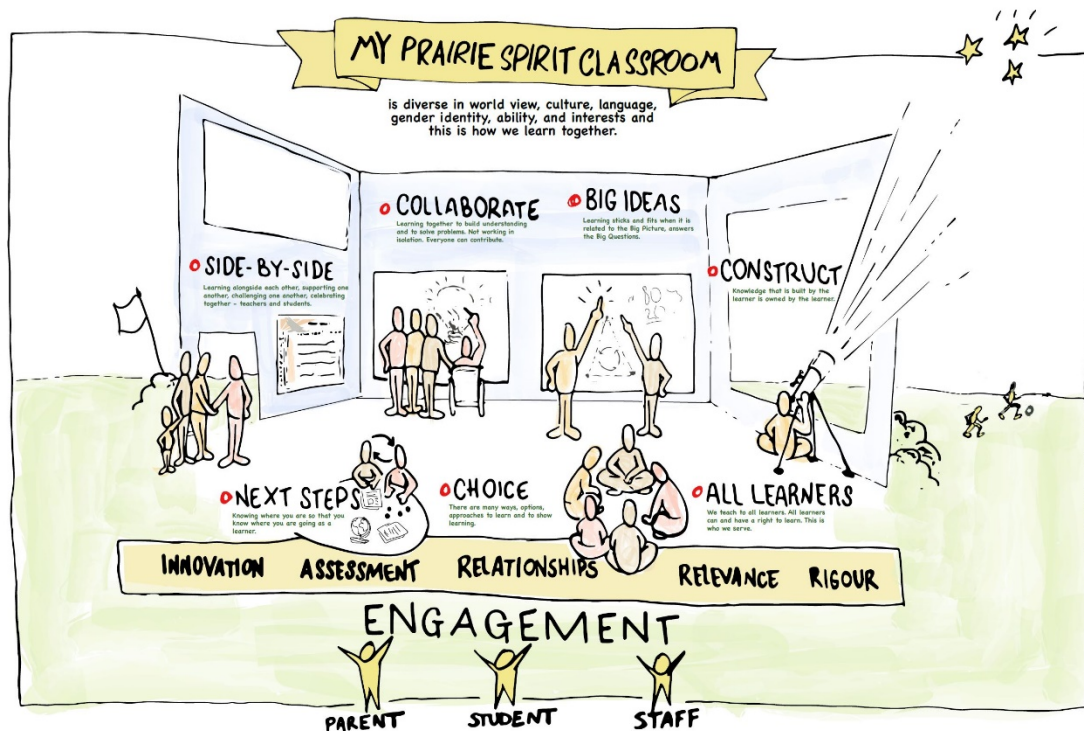 MY PRAIRIE SPIRIT CLASSROOM
is diverse in world view, culture, language,
gender identity, ability, and interests and
this is how we learn together.
COLLABORATE
Learning together to build understanding
and to solve problems. Not working in
isolation. Everyone can contribute.
BIG IDEAS
Learning sticks and fits when it is
related to the Big Picture, answers
the Big Questions.
SIDE-BY-SIDE
Learning alongside each other, supporting one
another, challenging one another, celebrating
together - teachers and students.
CONSTRUCT
Knowledge that is built by the
learner is owned by the learner.
NEXT STEPS
Knowing where you are so that you
know where you are going as a
learner.
CHOICE
There are many ways, options,
approaches to learn and to show
learning.
ALL LEARNERS
We teach to all learners. All learners
can and have a right to learn. This is
who we serve.
INNOVATION ASSESSMENT RELATIONSHIPS RELEVANCE RIGOUR
ENGAGEMENT
PARENT STUDENT STAFF